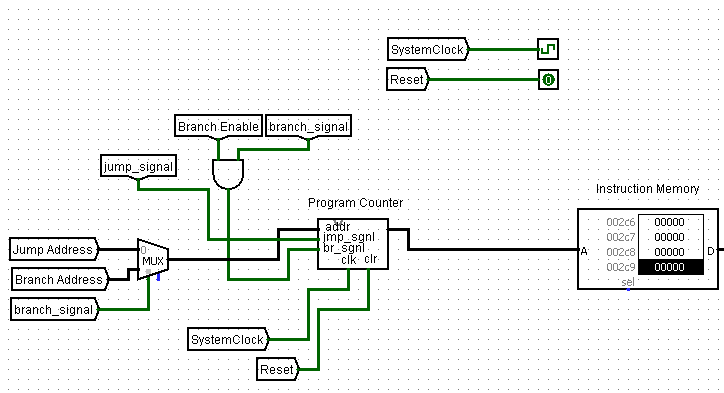 SystemClock
Reset
0
Branch Enable
branch_signal
jump_signal
Program Counter
Instruction Memory
addr
jmp_sgnl
br_sgnl
clk clr
Jump Address
0
MUX
Branch Address
branch_signal
SystemClock
Reset
A
002c6 00000
002c7 00000
002c8 00000
002c9 00000
D
sel